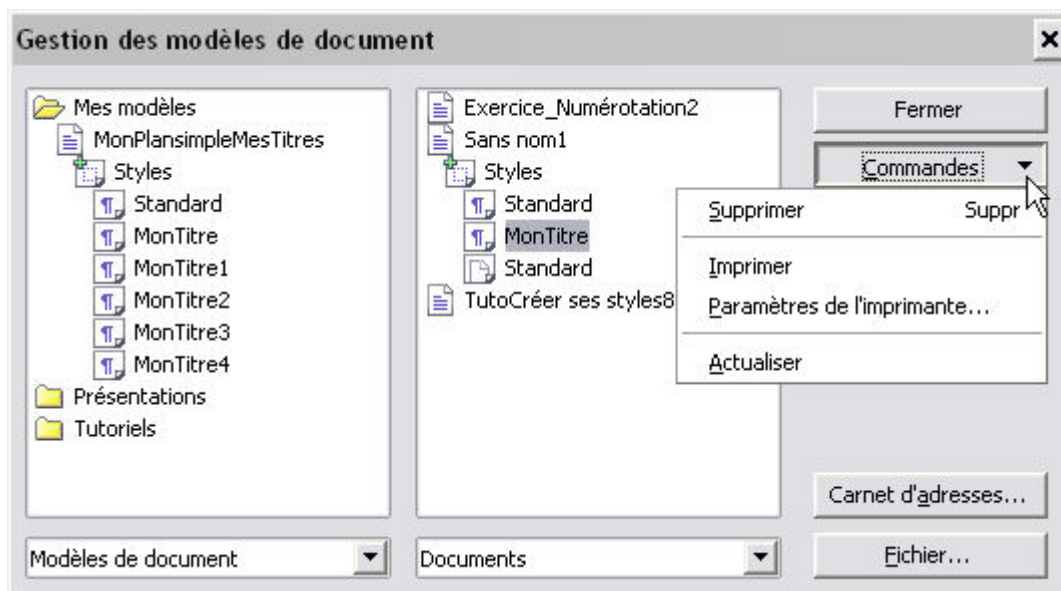 Gestion des modèles de document
Mes modèles
MonPlansimpleMesTitres
Styles
Standard
MonTitre
MonTitre1
MonTitre2
MonTitre3
MonTitre4
Présentations
Tutoriels
Modèles de document
Exercice_Numérotation2
Sans nom1
Styles
Standard
MonTitre
Standard
TutoCréer ses styles8
Documents
Fermer
Commandes
Supprimer Suppr
Imprimer
Paramètres de l'imprimante...
Actualiser
Carnet d'adresses...
Fichier...